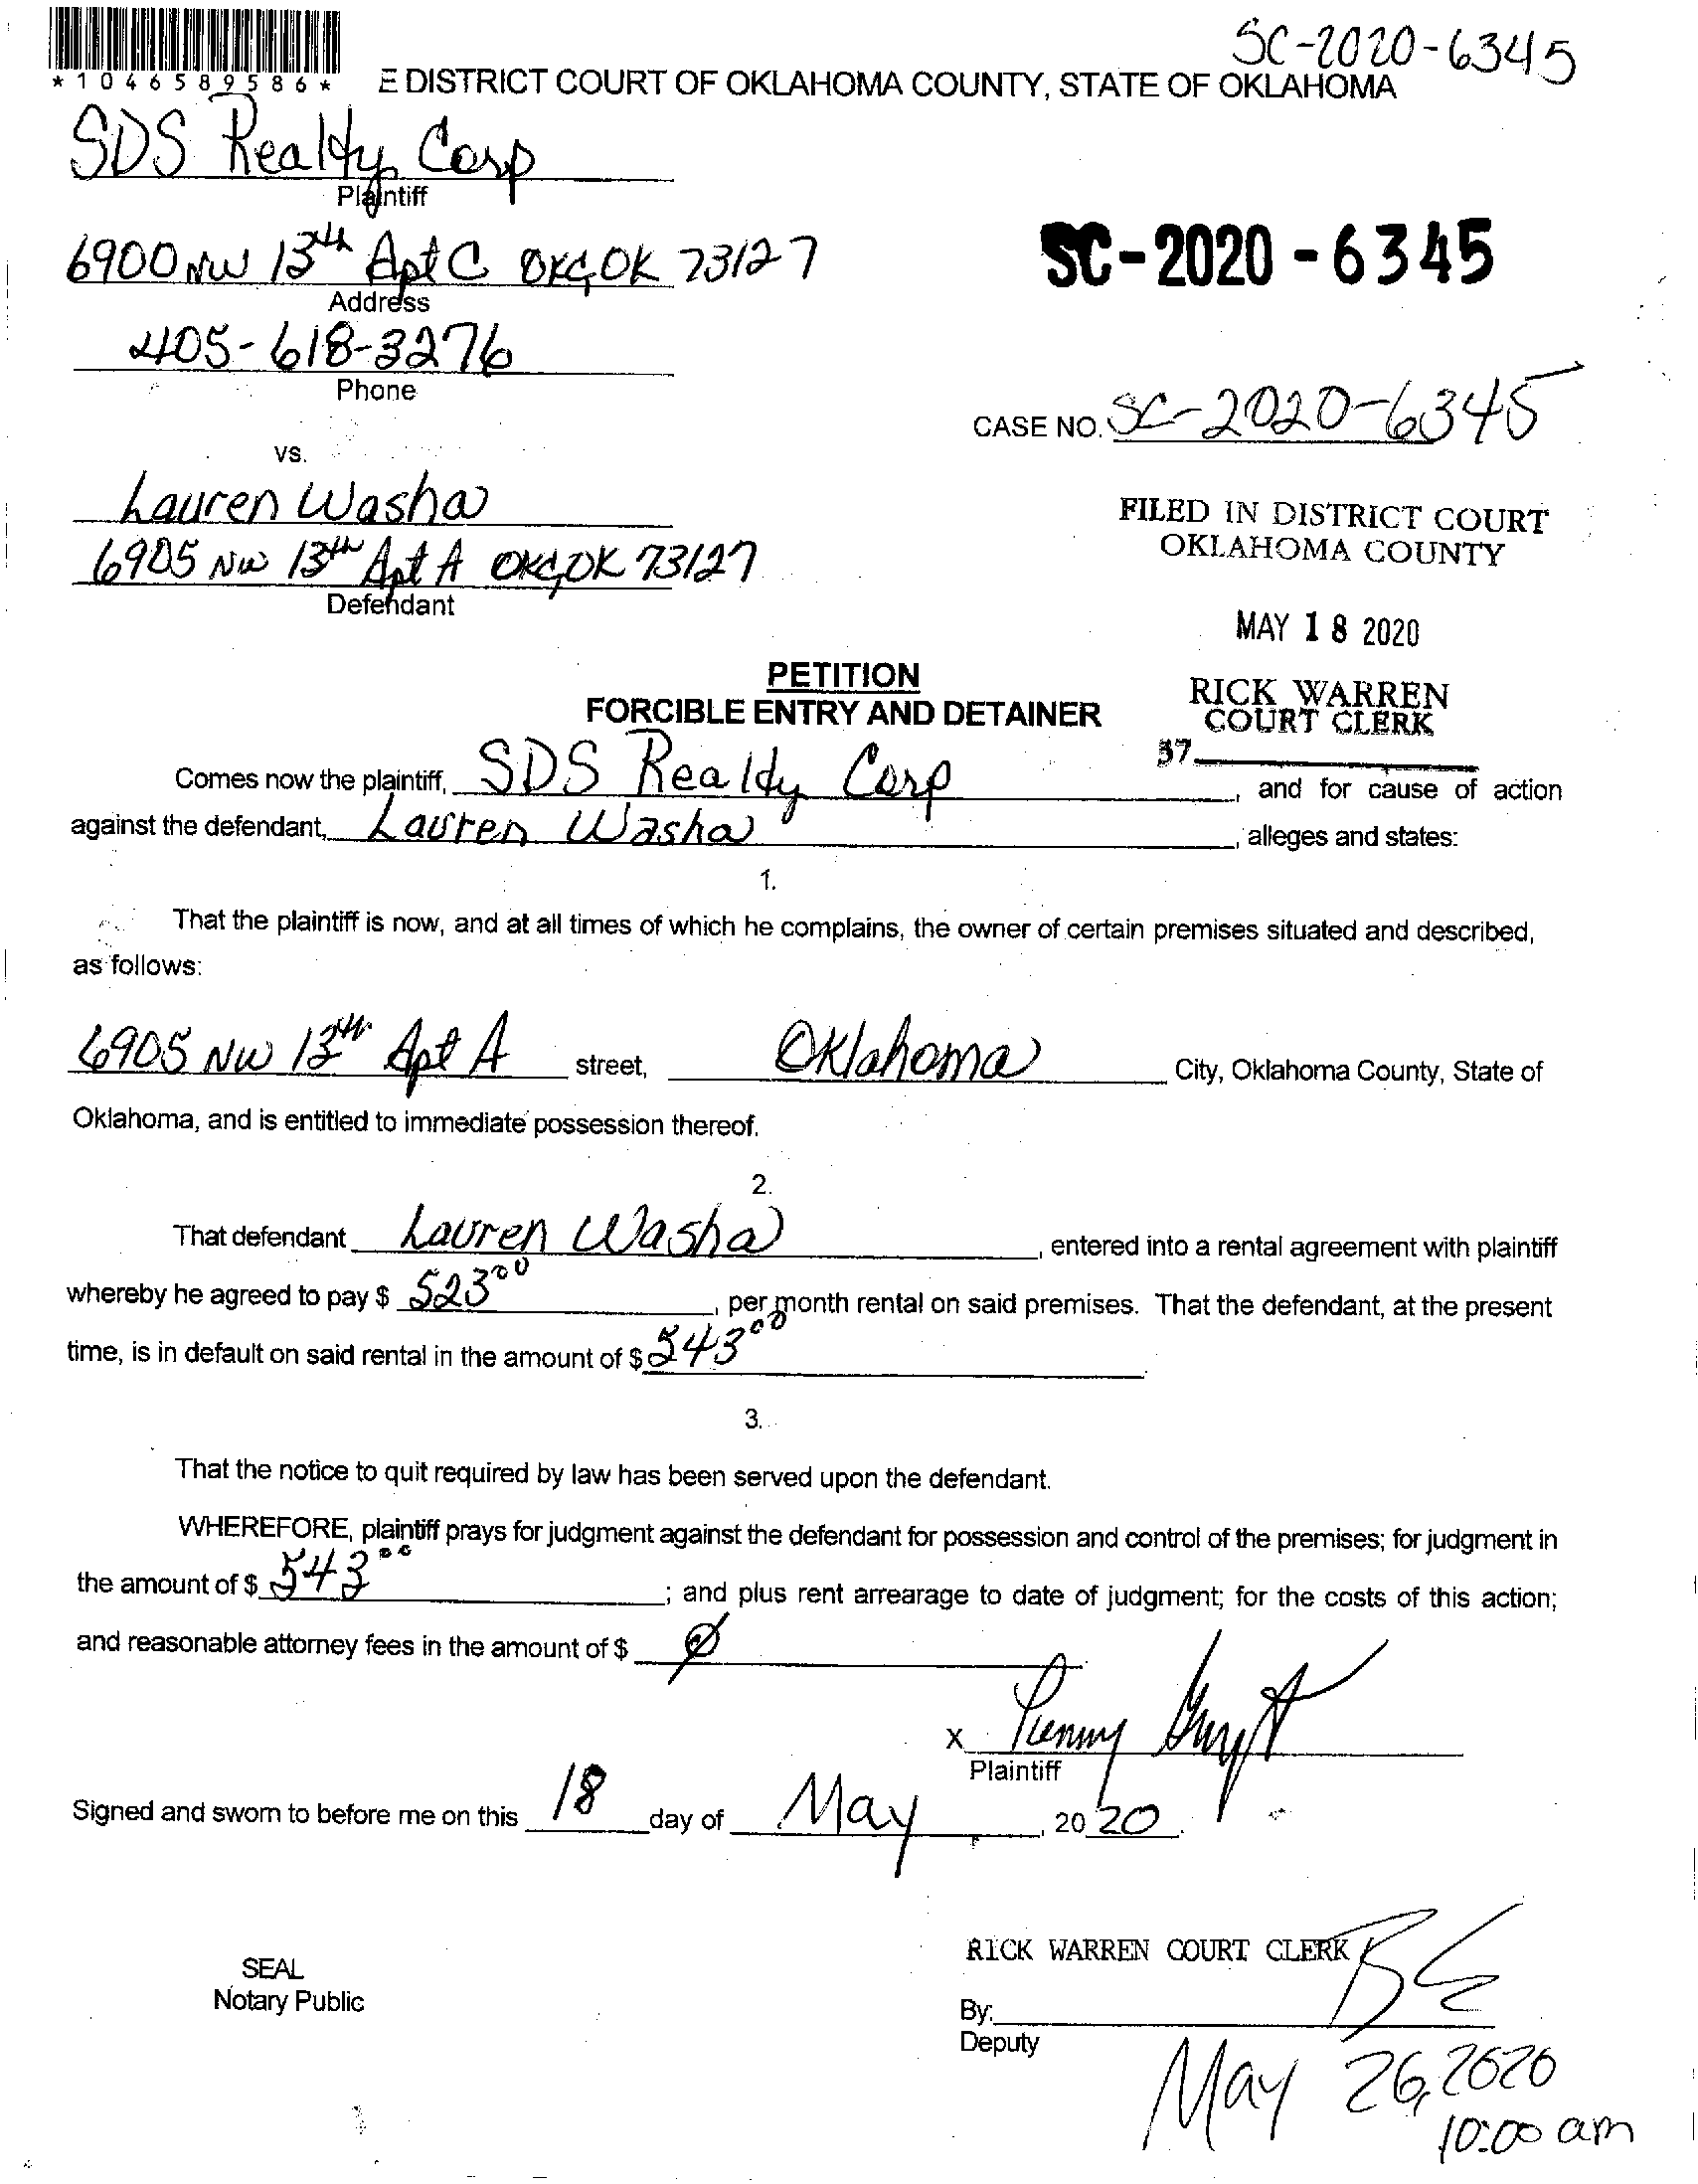 SC-2020-6345
*1046589586*
E DISTRICT COURT OF OKLAHOMA COUNTY, STATE OF OKLAHOMA
SDS Realty Corp
Plaintiff
6900 NW 13th Apt C OKC, OK 73127
Address
SC-2020-6345
405-618-3276
Phone
CASE NO. SC-2020-6345
vs.
Lauren Washa
6905 NW 13th Apt A OKC, OK 73127
Defendant
FILED IN DISTRICT COURT
OKLAHOMA COUNTY
MAY 18 2020
RICK WARREN
COURT CLERK
37
PETITION
FORCIBLE ENTRY AND DETAINER
Comes now the plaintiff, SDS Realty Corp, and for cause of action
against the defendant, Lauren Washa, alleges and states:
1.
That the plaintiff is now, and at all times of which he complains, the owner of certain premises situated and described,
as follows:
6905 NW 13th Apt A street, Oklahoma City, Oklahoma County, State of
Oklahoma, and is entitled to immediate possession thereof.
2.
That defendant Lauren Washa, entered into a rental agreement with plaintiff
whereby he agreed to pay $ 523.00, per month rental on said premises. That the defendant, at the present
time, is in default on said rental in the amount of $ 543.00
3.
That the notice to quit required by law has been served upon the defendant.
WHEREFORE, plaintiff prays for judgment against the defendant for possession and control of the premises; for judgment in
the amount of $ 543.00; and plus rent arrearage to date of judgment; for the costs of this action;
and reasonable attorney fees in the amount of $ Ø
X Penny
Plaintiff
Signed and sworn to before me on this 18 day of May, 2020.
SEAL
Notary Public
RICK WARREN COURT CLERK
By:
Deputy
May 26, 2020
10:00 am